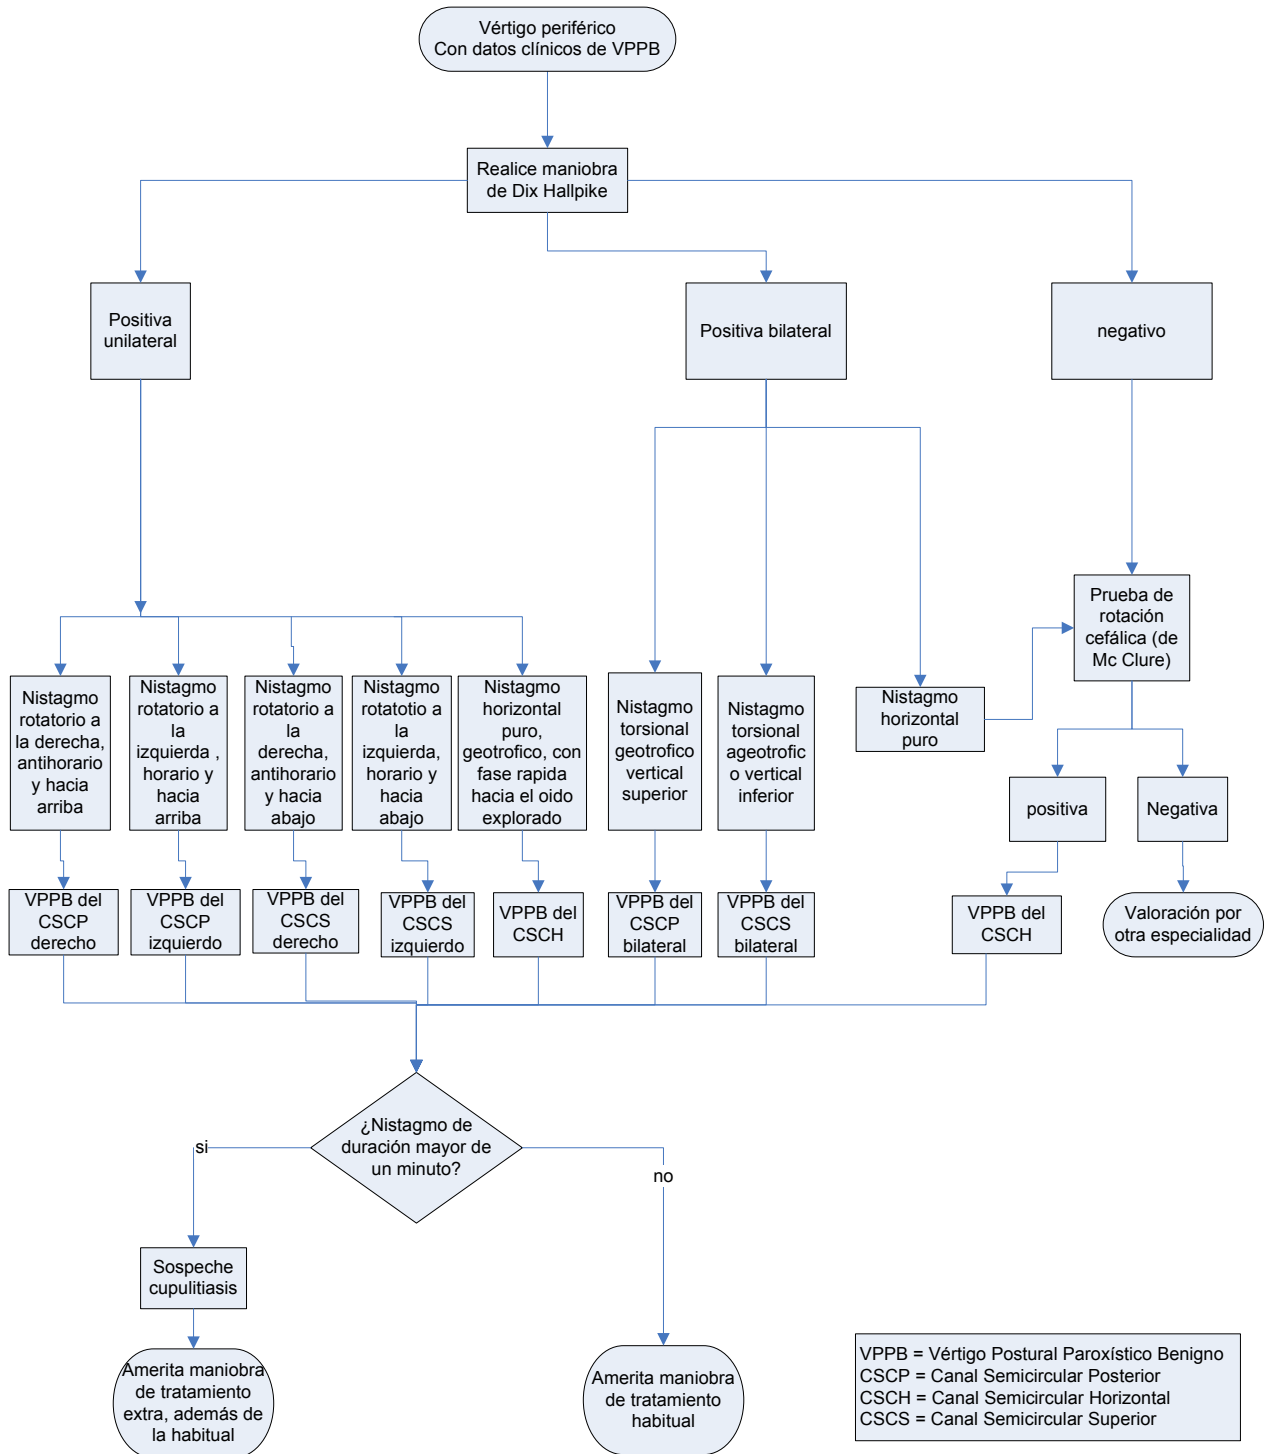 Vértigo periférico
Con datos clínicos de VPPB
Realice maniobra
de Dix Hallpike
Positiva
unilateral
Positiva bilateral
negativo
Prueba de
rotación
cefálica (de
Mc Clure)
Nistagmo
rotatorio a
la derecha,
antihorario
y hacia
arriba
Nistagmo
rotatorio a
la
izquierda ,
horario y
hacia
arriba
Nistagmo
rotatorio a
la
derecha,
antihorario
y hacia
abajo
Nistagmo
rotatotio a
la
izquierda,
horario y
hacia
abajo
Nistagmo
horizontal
puro,
geotrofico, con
fase rapida
hacia el oido
explorado
Nistagmo
torsional
geotrofico
vertical
superior
Nistagmo
torsional
ageotrofic
o vertical
inferior
Nistagmo
horizontal
puro
positiva
Negativa
VPPB del
CSCP
derecho
VPPB del
CSCP
izquierdo
VPPB del
CSCS
derecho
VPPB del
CSCS
izquierdo
VPPB del
CSCH
VPPB del
CSCP
bilateral
VPPB del
CSCS
bilateral
VPPB del
CSCH
Valoración por
otra especialidad
¿Nistagmo de
duración mayor de
un minuto?
si
no
Sospeche
cupulitiasis
Amerita maniobra
de tratamiento
extra, además de
la habitual
Amerita maniobra
de tratamiento
habitual
VPPB = Vértigo Postural Paroxístico Benigno
CSCP = Canal Semicircular Posterior
CSCH = Canal Semicircular Horizontal
CSCS = Canal Semicircular Superior